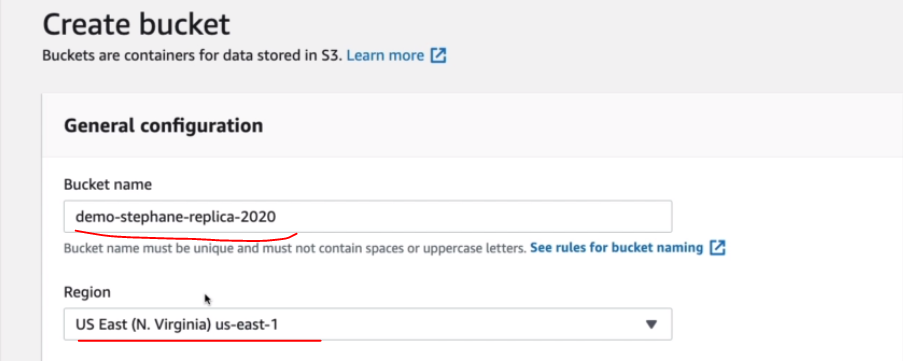 Create bucket
Buckets are containers for data stored in S3. Learn more
General configuration
Bucket name
demo-stephane-replica-2020
Bucket name must be unique and must not contain spaces or uppercase letters. See rules for bucket naming
Region
US East (N. Virginia) us-east-1